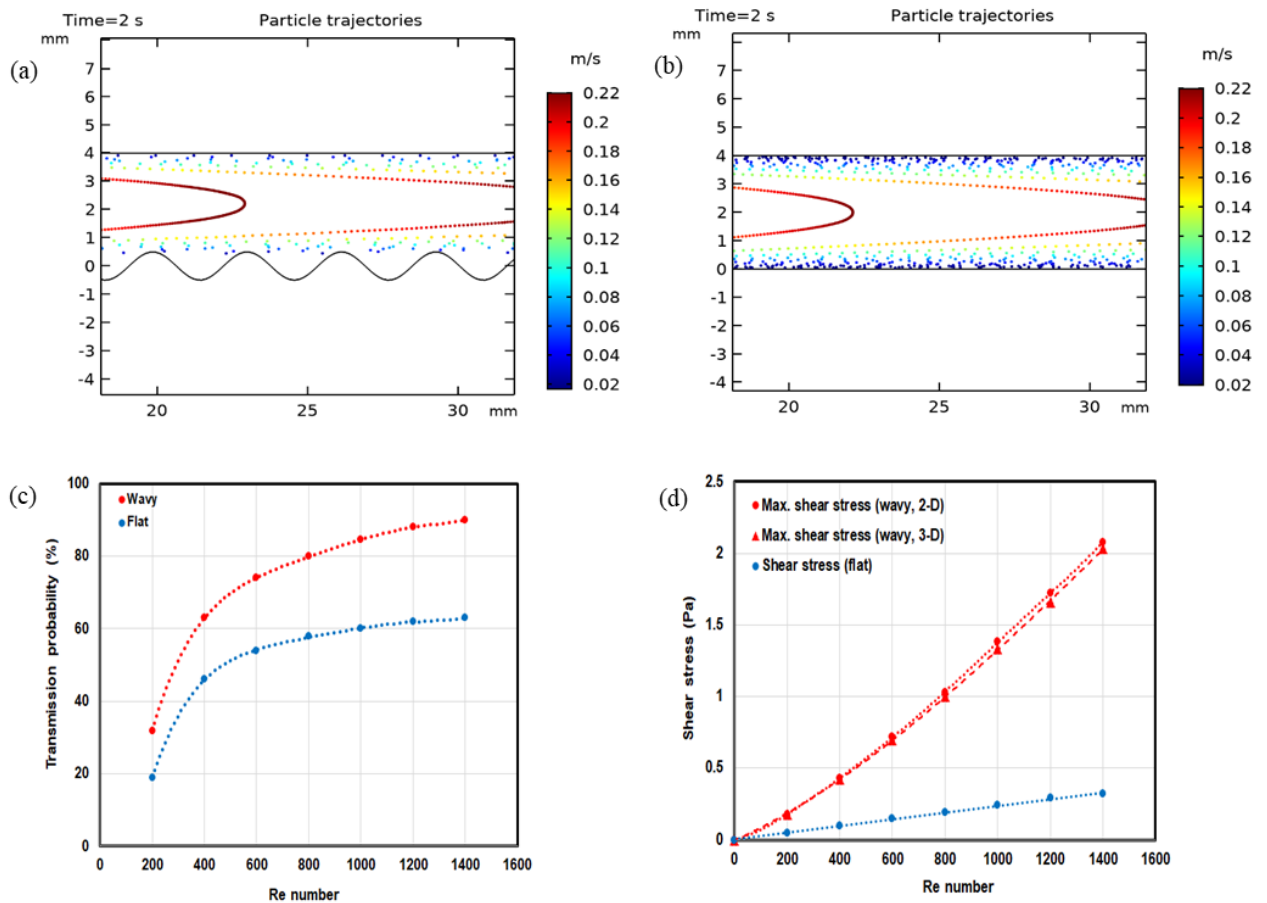 Time=2 s Particle trajectories
mm
(a)
m/s
7
6
5
4
3
2
1
0
-1
-2
-3
-4
0.22
0.2
0.18
0.16
0.14
0.12
0.1
0.08
0.06
0.04
0.02
20 25 30 mm
Time=2 s Particle trajectories
mm
(b)
m/s
8
7
6
5
4
3
2
1
0
-1
-2
-3
-4
0.22
0.2
0.18
0.16
0.14
0.12
0.1
0.08
0.06
0.04
0.02
20 25 30 mm
(c)
Transmission probability (%)
100
80
60
40
20
0
Wavy
Flat
0 200 400 600 800 1000 1200 1400 1600
Re number
(d)
Shear stress (Pa)
2.5
2
1.5
1
0.5
0
Max. shear stress (wavy, 2-D)
Max. shear stress (wavy, 3-D)
Shear stress (flat)
0 200 400 600 800 1000 1200 1400 1600
Re number